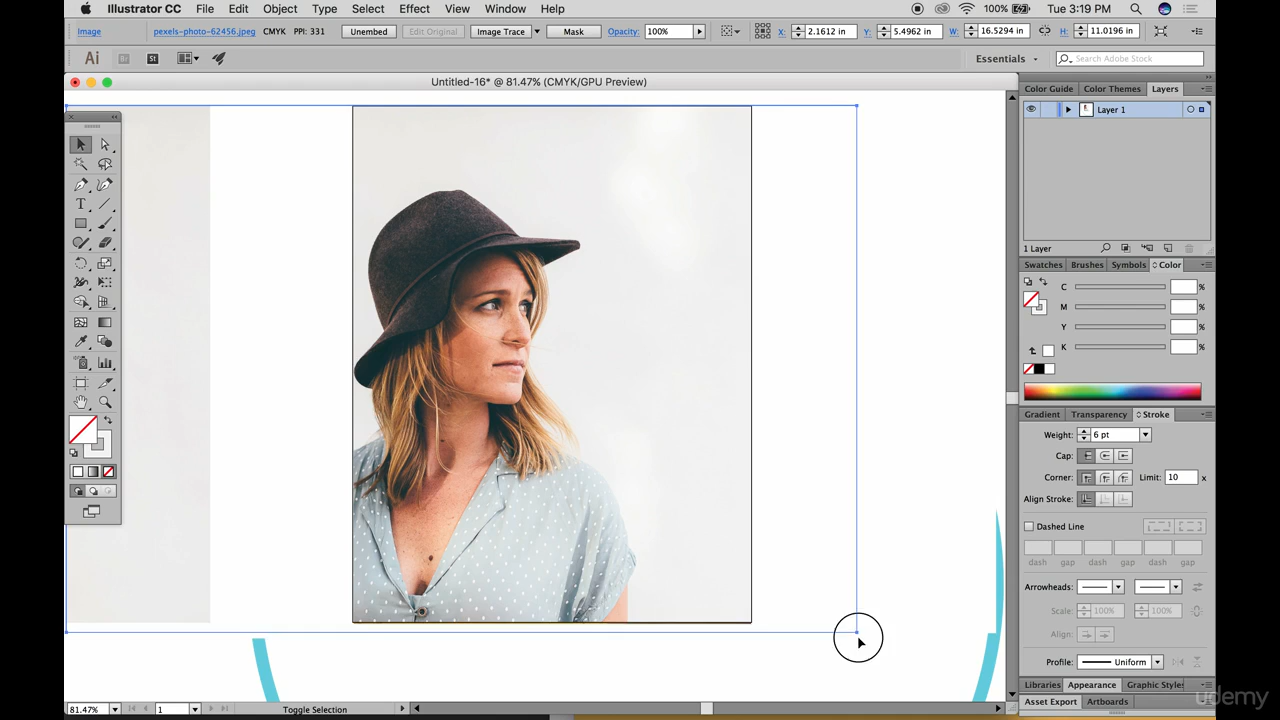 Illustrator CC File Edit Object Type Select Effect View Window Help 100% Tue 3:19 PM
Image pexels-photo-62456.jpeg CMYK PPI: 331 Unembed Edit Original Image Trace Mask Opacity: 100% X: 2.1612 in Y: 5.4962 in W: 16.5294 in H: 11.0196 in
Ai Br St Essentials Search Adobe Stock
Untitled-16* @ 81.47% (CMYK/GPU Preview)
Color Guide Color Themes Layers
Layer 1
1 Layer
Swatches Brushes Symbols Color
C %
M %
Y %
K %
Gradient Transparency Stroke
Weight: 6 pt
Cap:
Corner: Limit: 10 x
Align Stroke:
Dashed Line
dash gap dash gap dash gap
Arrowheads:
Scale: 100% 100%
Align:
Profile: Uniform
Libraries Appearance Graphic Styles
Asset Export Artboards
81.47% 1 Toggle Selection
udemy